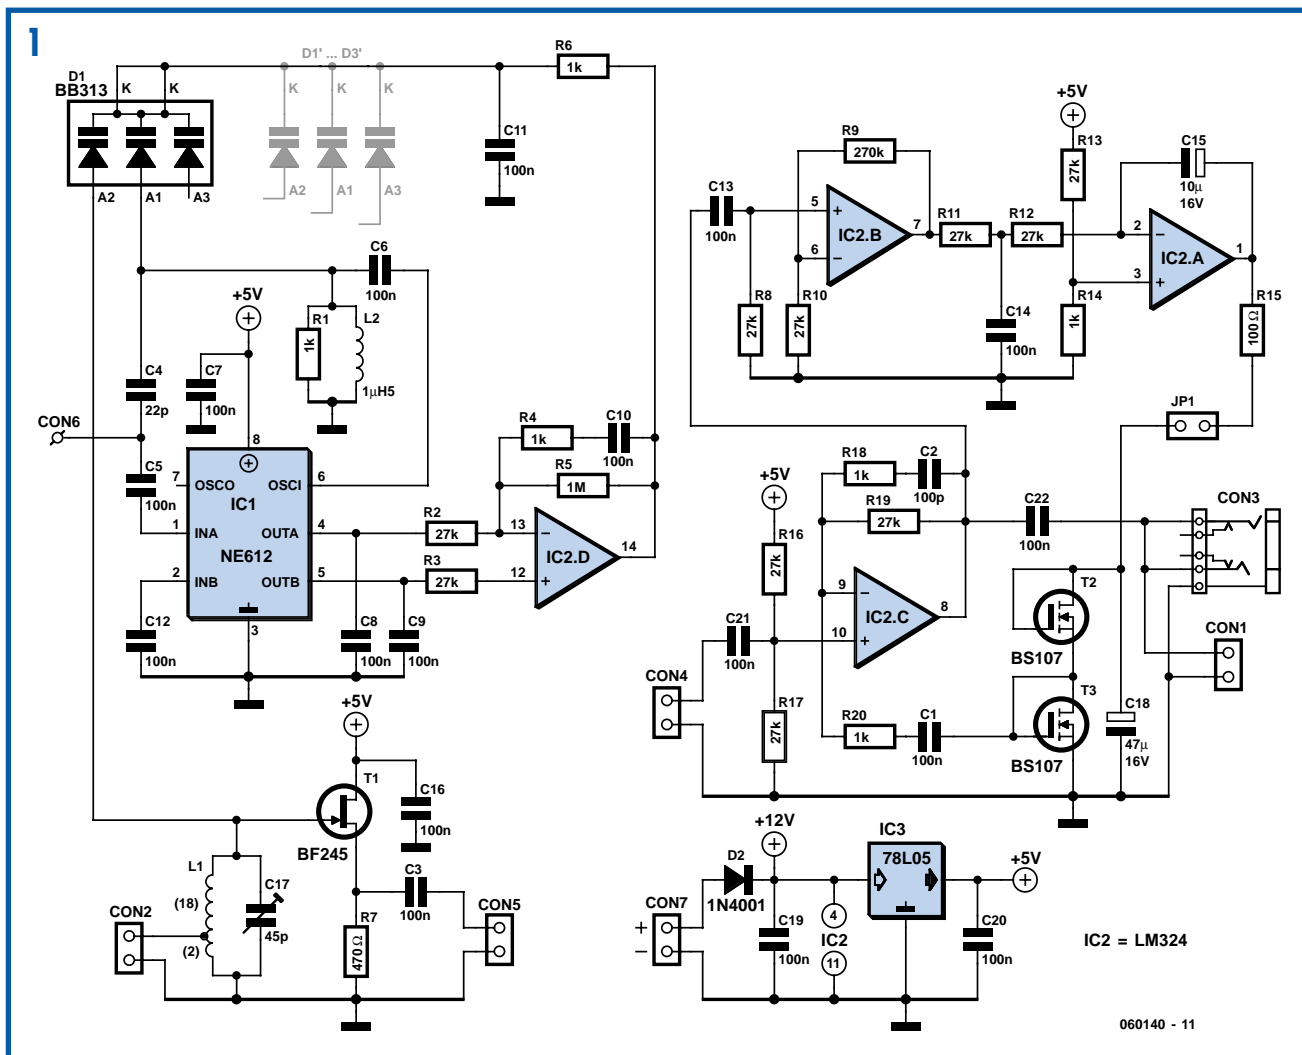 1
D1' ... D3'
R6
1k
D1
BB313
K K
K K K
A2 A1 A3
A2 A1 A3
C11
100n
C6
100n
+5V
R1
1k
L2
1µH5
C4
22p
C7
100n
CON6
C5
100n
8
7 OSCO OSCI 6
IC1
1 INA OUTA 4
NE612
2 INB OUTB 5
3
C12
100n
C8
100n
C9
100n
R2
27k
R3
27k
R4
1k
C10
100n
R5
1M
13
12
IC2.D
14
+5V
T1
BF245
C16
100n
L1
(18)
(2)
C17
45p
CON2
C3
100n
R7
470Ω
CON5
C13
100n
R9
270k
5
6
IC2.B
7
R8
27k
R10
27k
R11
27k
R12
27k
C14
100n
+5V
R13
27k
R14
1k
C15
10µ
16V
2
3
IC2.A
1
R15
100Ω
JP1
+5V
R16
27k
R17
27k
R18
1k
C2
100p
R19
27k
C22
100n
CON3
9
10
IC2.C
8
C21
100n
CON4
R20
1k
C1
100n
T2
BS107
T3
BS107
C18
47µ
16V
CON1
+12V
IC3
78L05
+5V
D2
1N4001
CON7
+
–
C19
100n
4
IC2
11
C20
100n
IC2 = LM324
060140 - 11